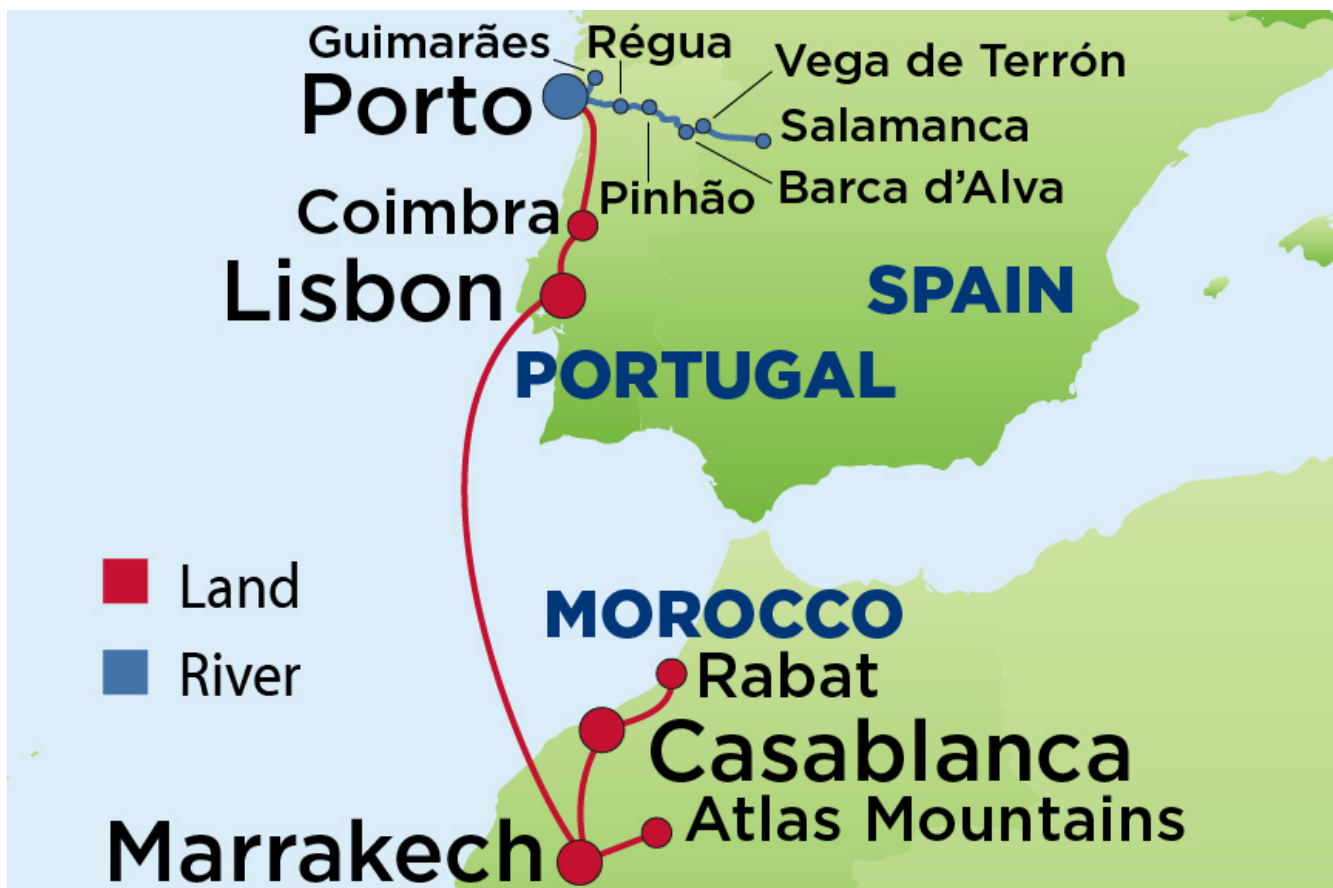 Guimarães
Régua
Vega de Terrón
Porto
Salamanca
Pinhão
Barca d’Alva
Coimbra
Lisbon
SPAIN
PORTUGAL
Land
MOROCCO
River
Rabat
Casablanca
Atlas Mountains
Marrakech